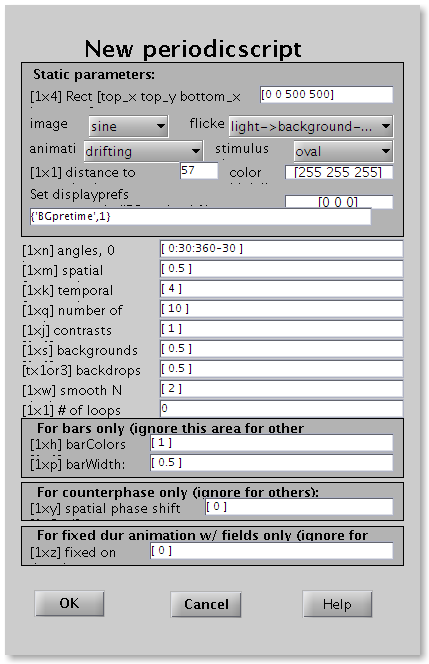 New periodicscript
Static parameters:
[1x4] Rect [top_x top_y bottom_x [0 0 500 500]
image sine flicke light->background-...
animati drifting stimulus oval
[1x1] distance to 57 color [255 255 255]
Set displayprefs [0 0 0]
{'BGpretime',1}
[1xn] angles, 0 [ 0:30:360-30 ]
[1xm] spatial [ 0.5 ]
[1xk] temporal [ 4 ]
[1xq] number of [ 10 ]
[1xj] contrasts [ 1 ]
[1xs] backgrounds [ 0.5 ]
[tx1or3] backdrops [ 0.5 ]
[1xw] smooth N [ 2 ]
[1x1] # of loops 0
For bars only (ignore this area for other
[1xh] barColors [ 1 ]
[1xp] barWidth: [ 0.5 ]
For counterphase only (ignore for others):
[1xy] spatial phase shift [ 0 ]
For fixed dur animation w/ fields only (ignore for
[1xz] fixed on [ 0 ]
OK Cancel Help